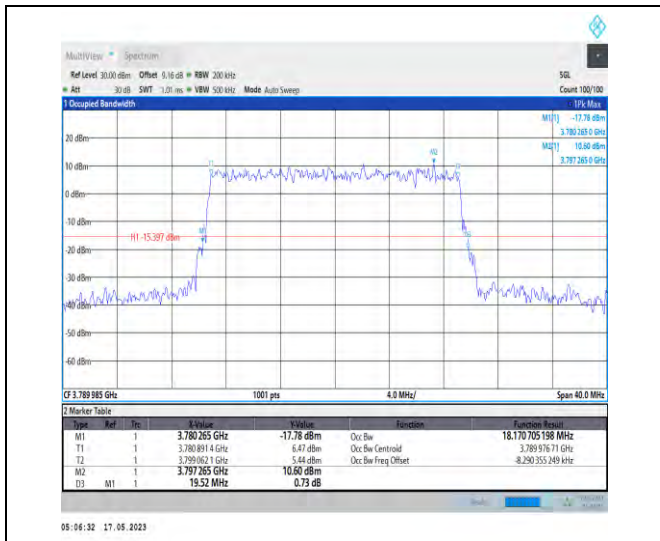 MultiView Spectrum
Ref Level 30.00 dBm Offset 9.16 dB RBW 200 kHz SGL
Att 30 dB SWT 1.01 ms VBW 500 kHz Mode Auto Sweep Count 100/100
1 Occupied Bandwidth 1Pk Max
M1[1] -17.78 dBm
3.780 265 0 GHz
M2[1] 10.60 dBm
3.797 265 0 GHz
20 dBm
M2
T1
10 dBm
0 dBm
-10 dBm
H1 -15.397 dBm
-20 dBm
-30 dBm
-40 dBm
-50 dBm
-60 dBm
CF 3.789 985 GHz 1001 pts 4.0 MHz/ Span 40.0 MHz
2 Marker Table
Type Ref Trc X-Value Y-Value Function Function Result
M1 1 3.780 265 GHz -17.78 dBm Occ Bw 18.170 705 198 MHz
T1 1 3.780 891 4 GHz 6.47 dBm Occ Bw Centroid 3.789 976 71 GHz
T2 1 3.799 062 1 GHz 5.44 dBm Occ Bw Freq Offset -8.290 355 249 kHz
M2 1 3.797 265 GHz 10.60 dBm
D3 M1 1 19.52 MHz 0.73 dB
05:06:32 17.05.2023